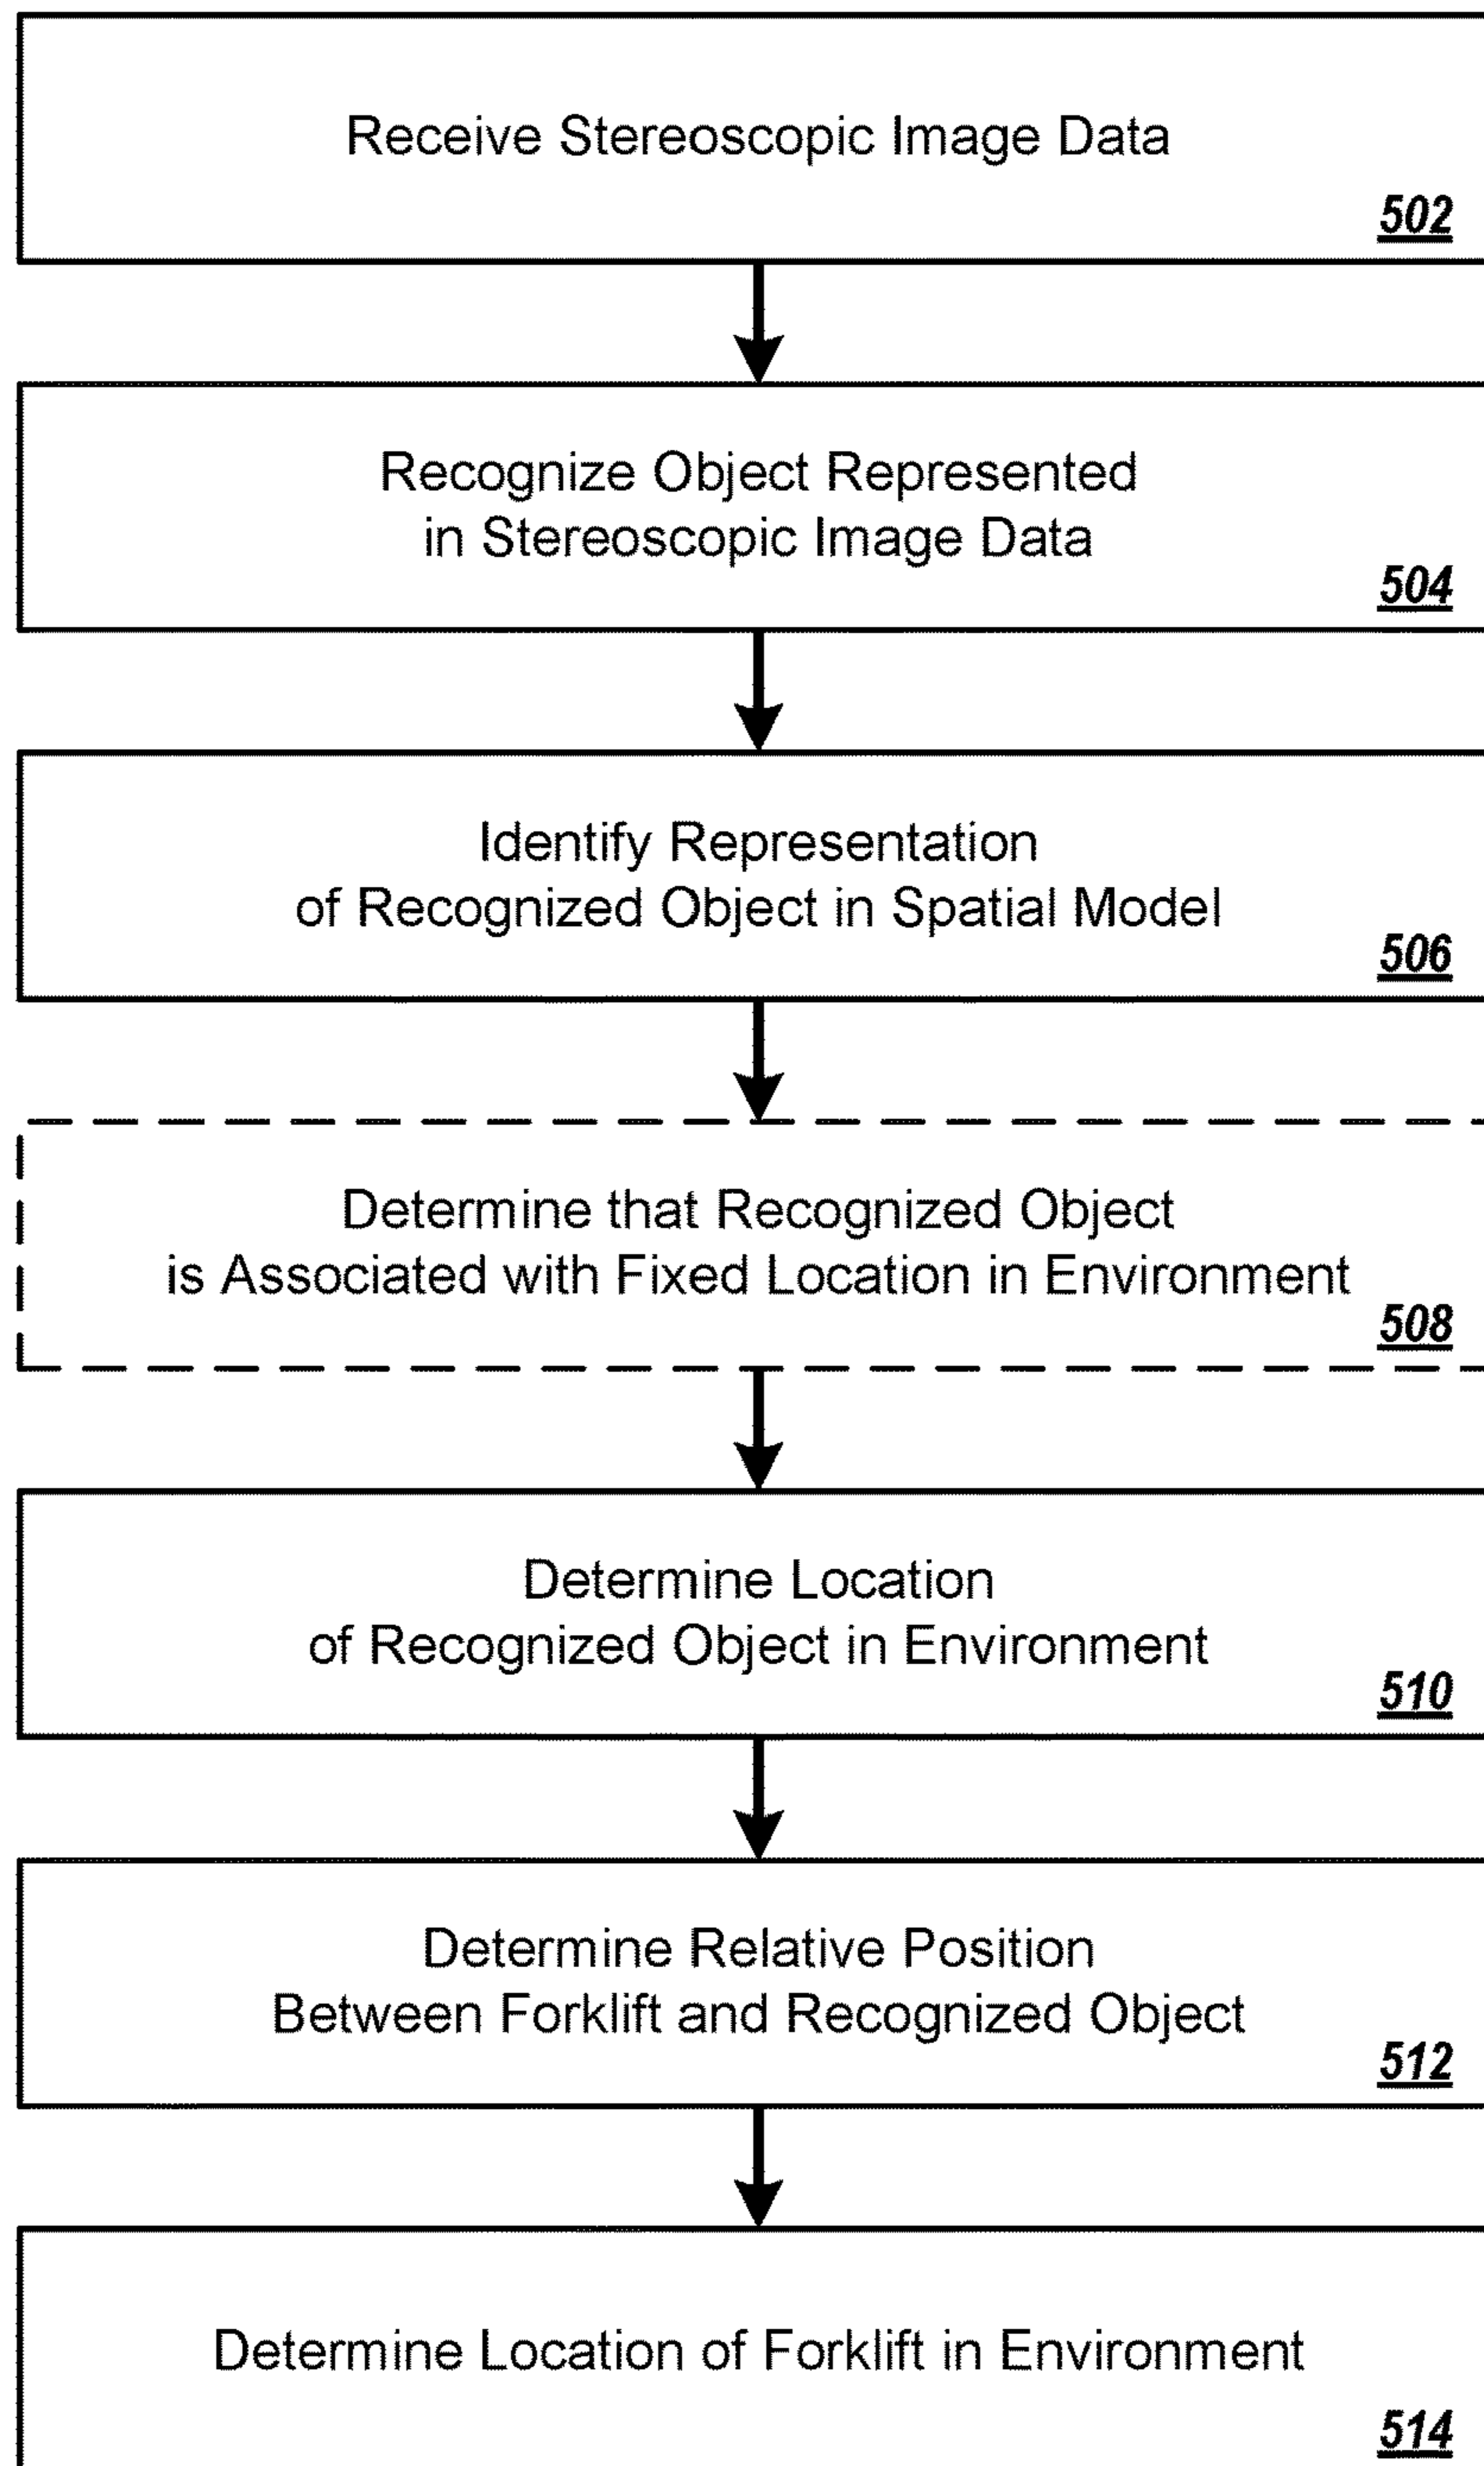 Receive Stereoscopic Image Data
502
Recognize Object Represented
in Stereoscopic Image Data
504
Identify Representation
of Recognized Object in Spatial Model
506
Determine that Recognized Object
is Associated with Fixed Location in Environment
508
Determine Location
of Recognized Object in Environment
510
Determine Relative Position
Between Forklift and Recognized Object
512
Determine Location of Forklift in Environment
514